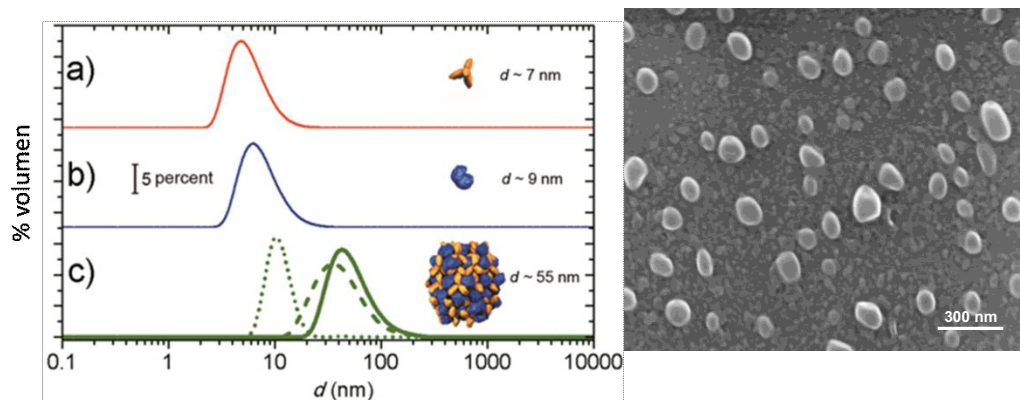 a)
d ~ 7 nm
b)
5 percent
d ~ 9 nm
c)
d ~ 55 nm
% volumen
0.1 1 10 100 1000 10000
d (nm)
300 nm